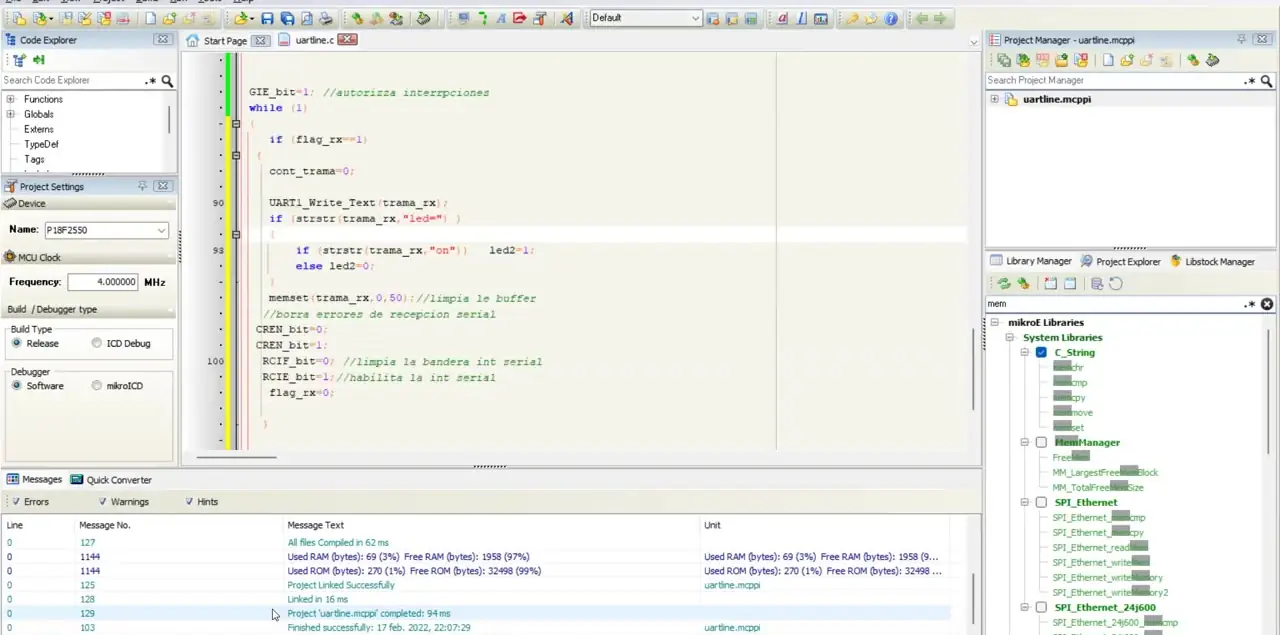 Default
Code Explorer
Start Page
uartline.c
Project Manager - uartline.mcppi
Search Code Explorer
.*
Functions
Globals
Externs
TypeDef
Tags
Project Settings
Device
Name: P18F2550
MCU Clock
Frequency: 4.000000 MHz
Build / Debugger type
Build Type
Release
ICD Debug
Debugger
Software
mikroICD
GIE_bit=1; //autorizza interrpciones
while (1)
{
if (flag_rx==1)
{
cont_trama=0;
90 UART1_Write_Text(trama_rx);
if (strstr(trama_rx,"led=") )
{
93 if (strstr(trama_rx,"on")) led2=1;
else led2=0;
}
memset(trama_rx,0,50);//limpia le buffer
//borra errores de recepcion serial
CREN_bit=0;
CREN_bit=1;
100 RCIF_bit=0; //limpia la bandera int serial
RCIE_bit=1;//habilita la int serial
flag_rx=0;
}
Search Project Manager
.*
uartline.mcppi
Library Manager
Project Explorer
Libstock Manager
mem
.*
mikroE Libraries
System Libraries
C_String
MemManager
MM_LargestFreeMemBlock
MM_TotalFreeMemSize
SPI_Ethernet
SPI_Ethernet_memcmp
SPI_Ethernet_memcpy
SPI_Ethernet_readMem
SPI_Ethernet_writeMem
SPI_Ethernet_writeMemory
SPI_Ethernet_writeMemory2
SPI_Ethernet_24j600
SPI_Ethernet_24j600_memcmp
Messages
Quick Converter
Errors
Warnings
Hints
Line Message No. Message Text Unit
0 127 All files Compiled in 62 ms
0 1144 Used RAM (bytes): 69 (3%) Free RAM (bytes): 1958 (97%) Used RAM (bytes): 69 (3%) Free RAM (bytes): 1958 (9...
0 1144 Used ROM (bytes): 270 (1%) Free ROM (bytes): 32498 (99%) Used ROM (bytes): 270 (1%) Free ROM (bytes): 32498 ...
0 125 Project Linked Successfully uartline.mcppi
0 128 Linked in 16 ms
0 129 Project 'uartline.mcppi' completed: 94 ms
0 103 Finished successfully: 17 feb. 2022, 22:07:29 uartline.mcppi